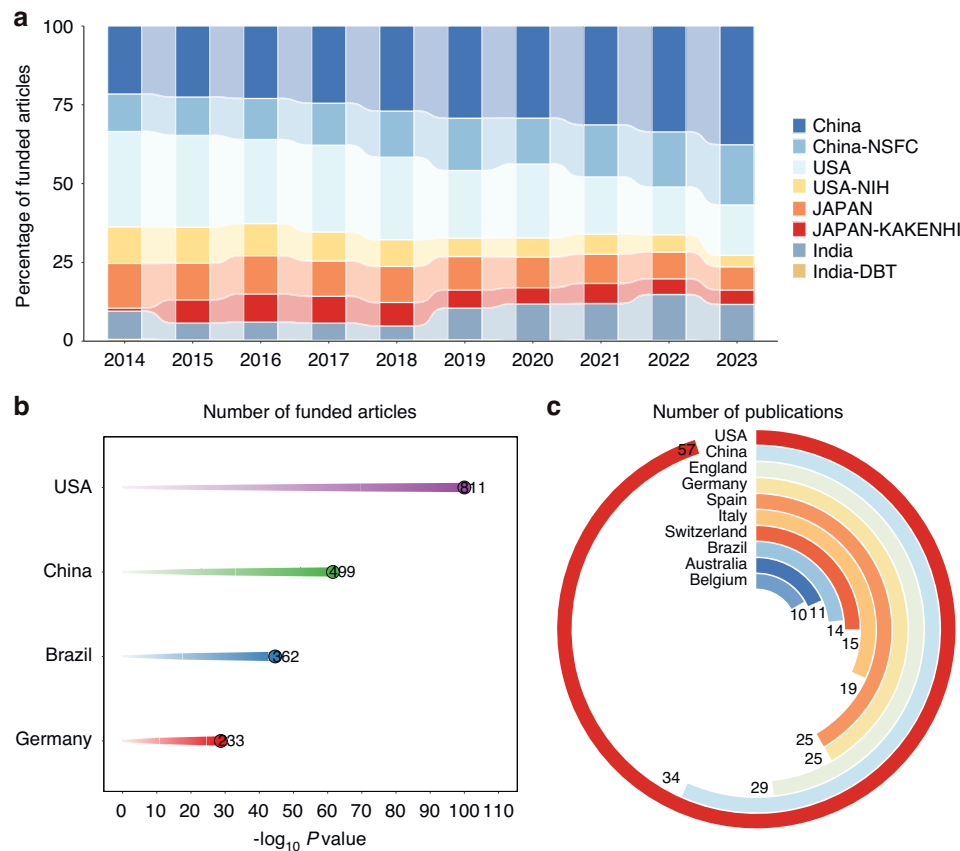 a
Percentage of funded articles
100
75
50
25
0
2014 2015 2016 2017 2018 2019 2020 2021 2022 2023
China
China-NSFC
USA
USA-NIH
JAPAN
JAPAN-KAKENHI
India
India-DBT
b
Number of funded articles
USA 811
China 499
Brazil 362
Germany 233
0 10 20 30 40 50 60 70 80 90 100 110
-log10 P value
c
Number of publications
USA
China
England
Germany
Spain
Italy
Switzerland
Brazil
Australia
Belgium
57
10
11
14
15
19
25
25
29
34